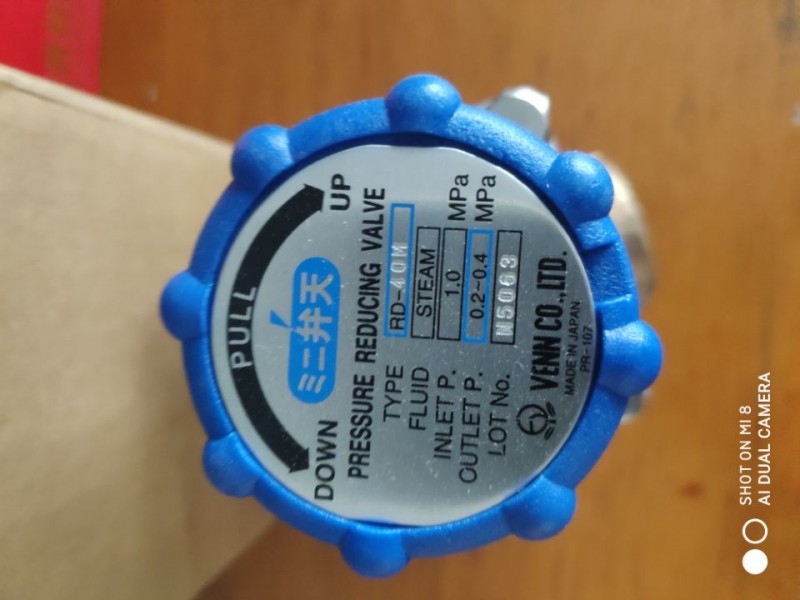 PULL
UP
DOWN
ミニ弁天
PRESSURE REDUCING VALVE
TYPE RD-40M
FLUID STEAM
INLET P. 1.0 MPa
OUTLET P. 0.2-0.4 MPa
LOT No. N5063
VENN CO.,LTD.
MADE IN JAPAN
PR-107
SHOT ON MI 8
AI DUAL CAMERA